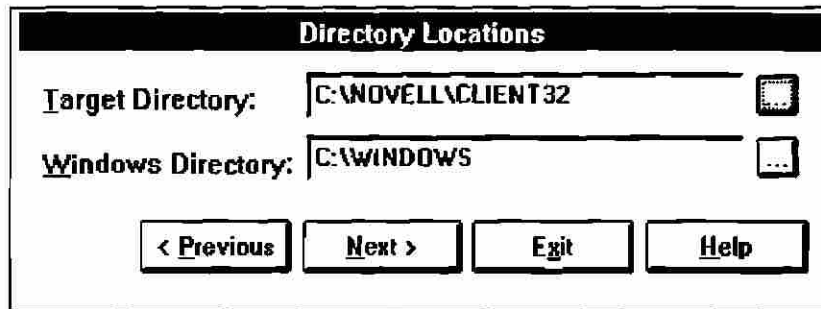 Directory Locations
Target Directory: C:\NOVELL\CLIENT32 ...
Windows Directory: C:\WINDOWS ...
< Previous Next > Exit Help